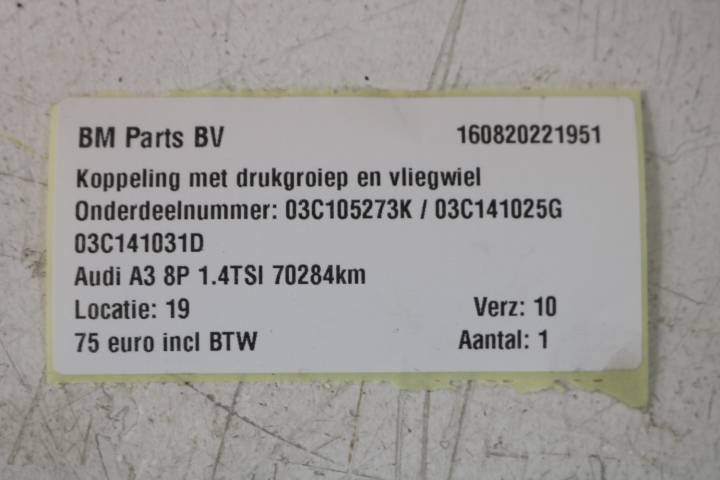 BM Parts BV 160820221951
Koppeling met drukgroiep en vliegwiel
Onderdeelnummer: 03C105273K / 03C141025G
03C141031D
Audi A3 8P 1.4TSI 70284km
Locatie: 19 Verz: 10
75 euro incl BTW Aantal: 1